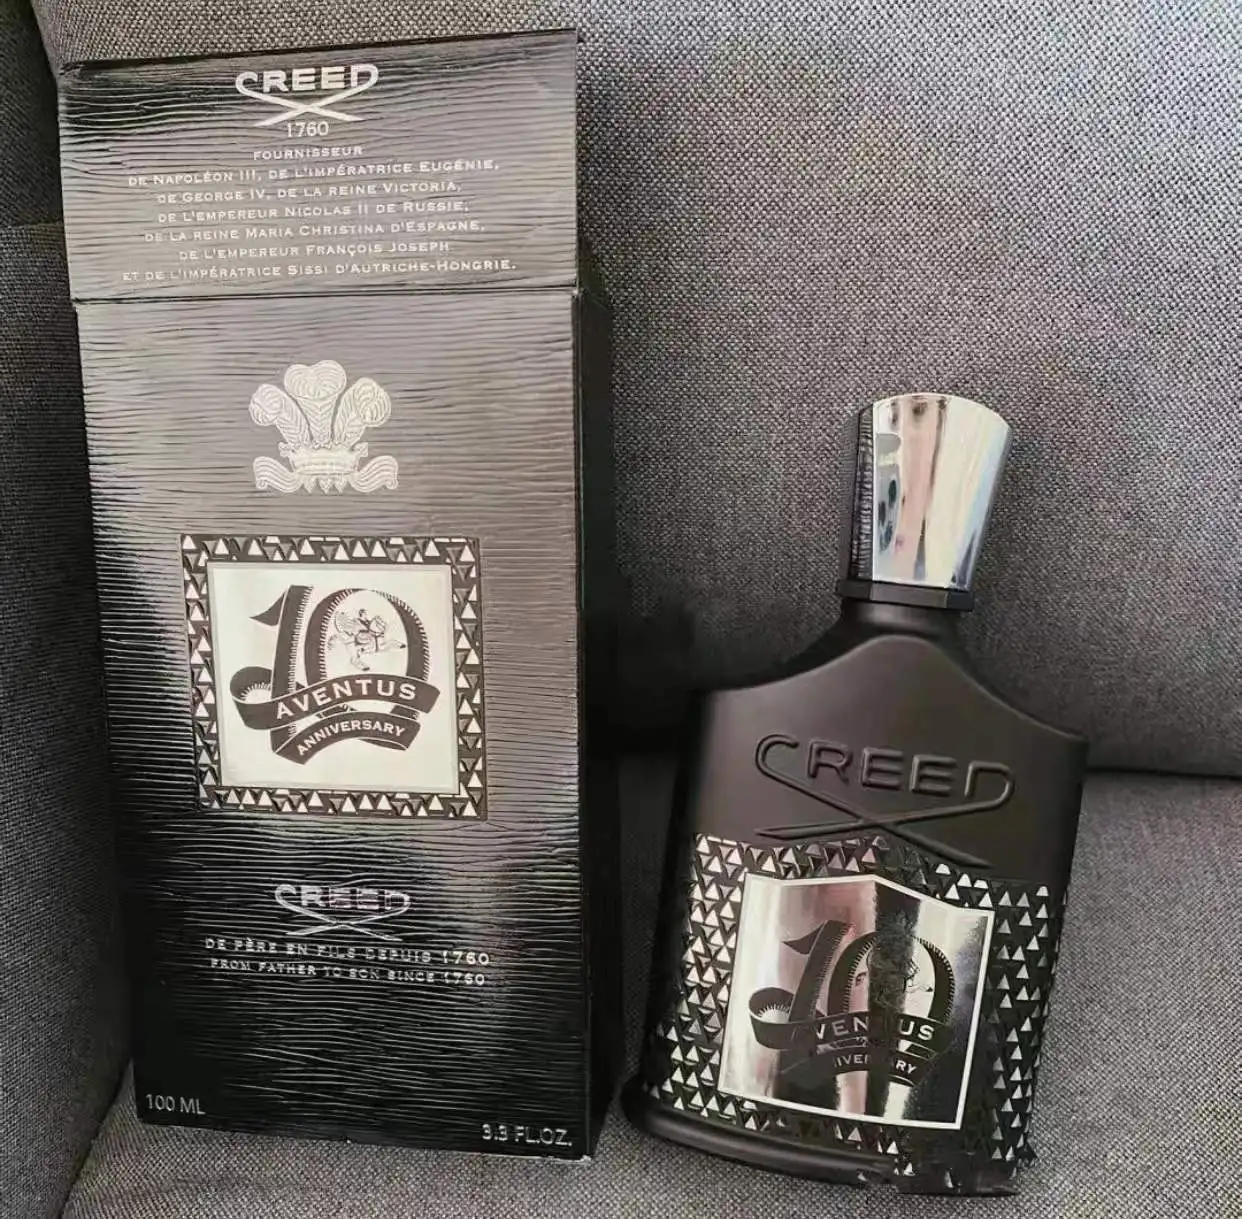 CREED
1760
FOURNISSEUR
DE NAPOLÉON III, DE L'IMPÉRATRICE EUGÉNIE,
DE GEORGE IV, DE LA REINE VICTORIA,
DE L'EMPEREUR NICOLAS II DE RUSSIE,
DE LA REINE MARIA CHRISTINA D'ESPAGNE,
DE L'EMPEREUR FRANÇOIS JOSEPH
ET DE L'IMPÉRATRICE SISSI D'AUTRICHE-HONGRIE.
10
AVENTUS
ANNIVERSARY
CREED
DE PÈRE EN FILS DEPUIS 1760
FROM FATHER TO SON SINCE 1760
100 ML
3.3 FL.OZ.
CREED
10
AVENTUS
ANNIVERSARY